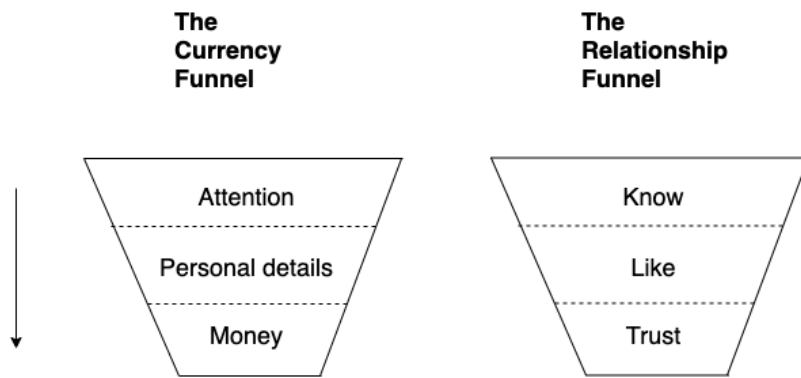 The
Currency
Funnel
Attention
Personal details
Money
The
Relationship
Funnel
Know
Like
Trust